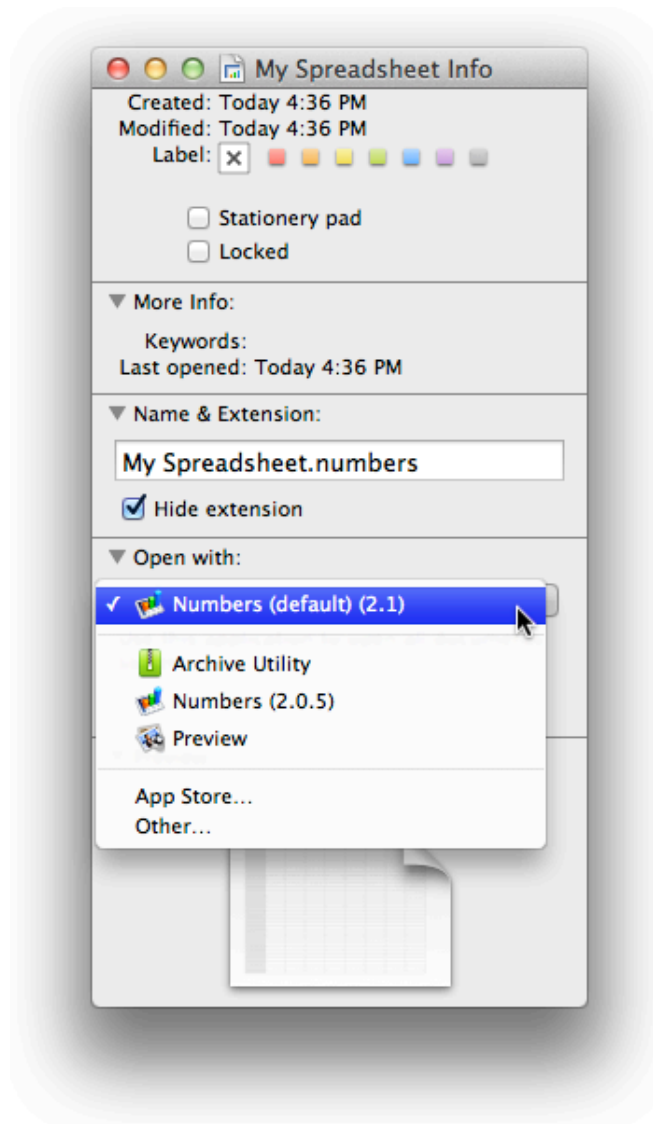 My Spreadsheet Info
Created: Today 4:36 PM
Modified: Today 4:36 PM
Label:
Stationery pad
Locked
More Info:
Keywords:
Last opened: Today 4:36 PM
Name & Extension:
My Spreadsheet.numbers
Hide extension
Open with:
Numbers (default) (2.1)
Archive Utility
Numbers (2.0.5)
Preview
App Store...
Other...